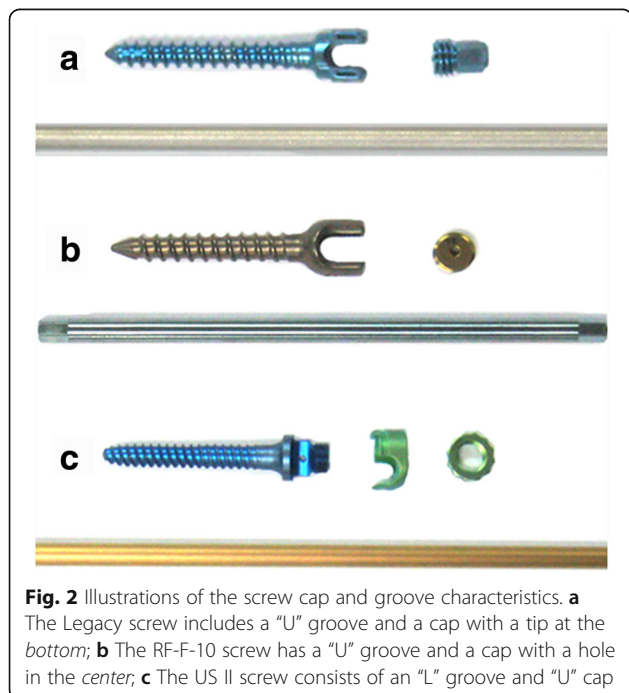 a
b
c
Fig. 2 Illustrations of the screw cap and groove characteristics. a
The Legacy screw includes a “U” groove and a cap with a tip at the
bottom; b The RF-F-10 screw has a “U” groove and a cap with a hole
in the center; c The US II screw consists of an “L” groove and “U” cap